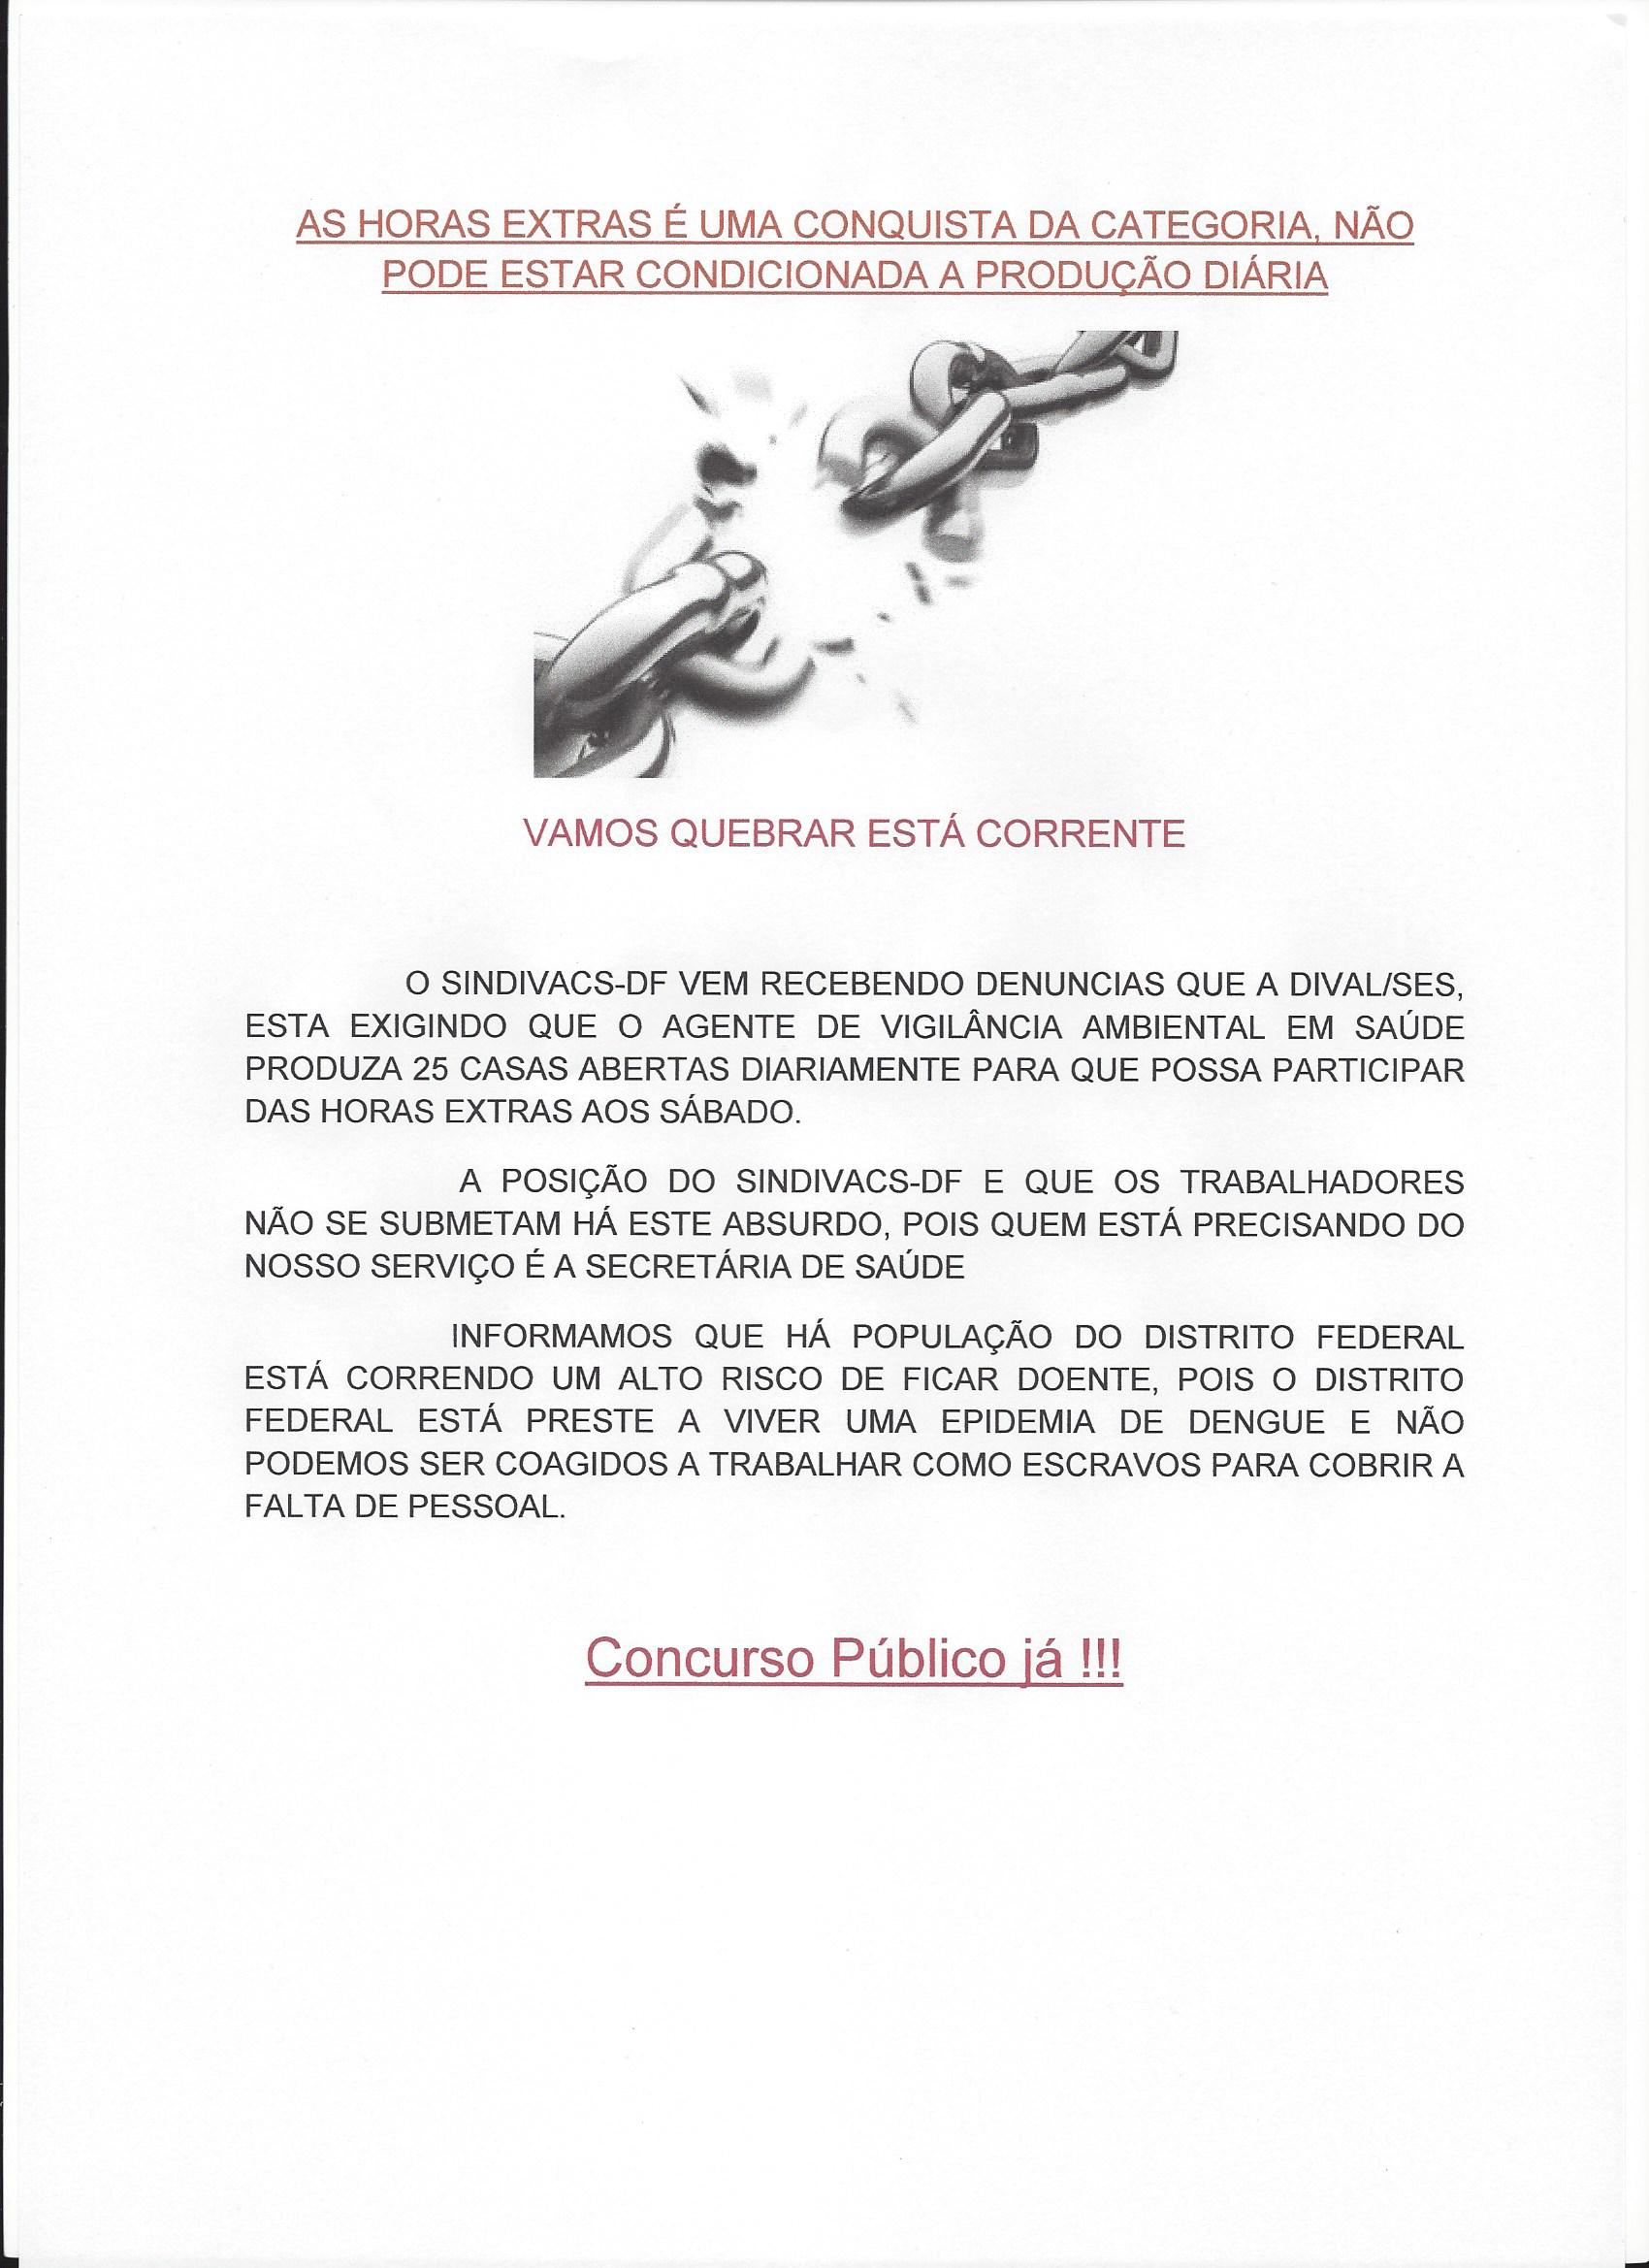 AS HORAS EXTRAS É UMA CONQUISTA DA CATEGORIA, NÃO
PODE ESTAR CONDICIONADA A PRODUÇÃO DIÁRIA
VAMOS QUEBRAR ESTÁ CORRENTE
O SINDIVACS-DF VEM RECEBENDO DENUNCIAS QUE A DIVAL/SES,
ESTA EXIGINDO QUE O AGENTE DE VIGILÂNCIA AMBIENTAL EM SAÚDE
PRODUZA 25 CASAS ABERTAS DIARIAMENTE PARA QUE POSSA PARTICIPAR
DAS HORAS EXTRAS AOS SÁBADO.
A POSIÇÃO DO SINDIVACS-DF E QUE OS TRABALHADORES
NÃO SE SUBMETAM HÁ ESTE ABSURDO, POIS QUEM ESTÁ PRECISANDO DO
NOSSO SERVIÇO É A SECRETÁRIA DE SAÚDE
INFORMAMOS QUE HÁ POPULAÇÃO DO DISTRITO FEDERAL
ESTÁ CORRENDO UM ALTO RISCO DE FICAR DOENTE, POIS O DISTRITO
FEDERAL ESTÁ PRESTE A VIVER UMA EPIDEMIA DE DENGUE E NÃO
PODEMOS SER COAGIDOS A TRABALHAR COMO ESCRAVOS PARA COBRIR A
FALTA DE PESSOAL.
Concurso Público já !!!